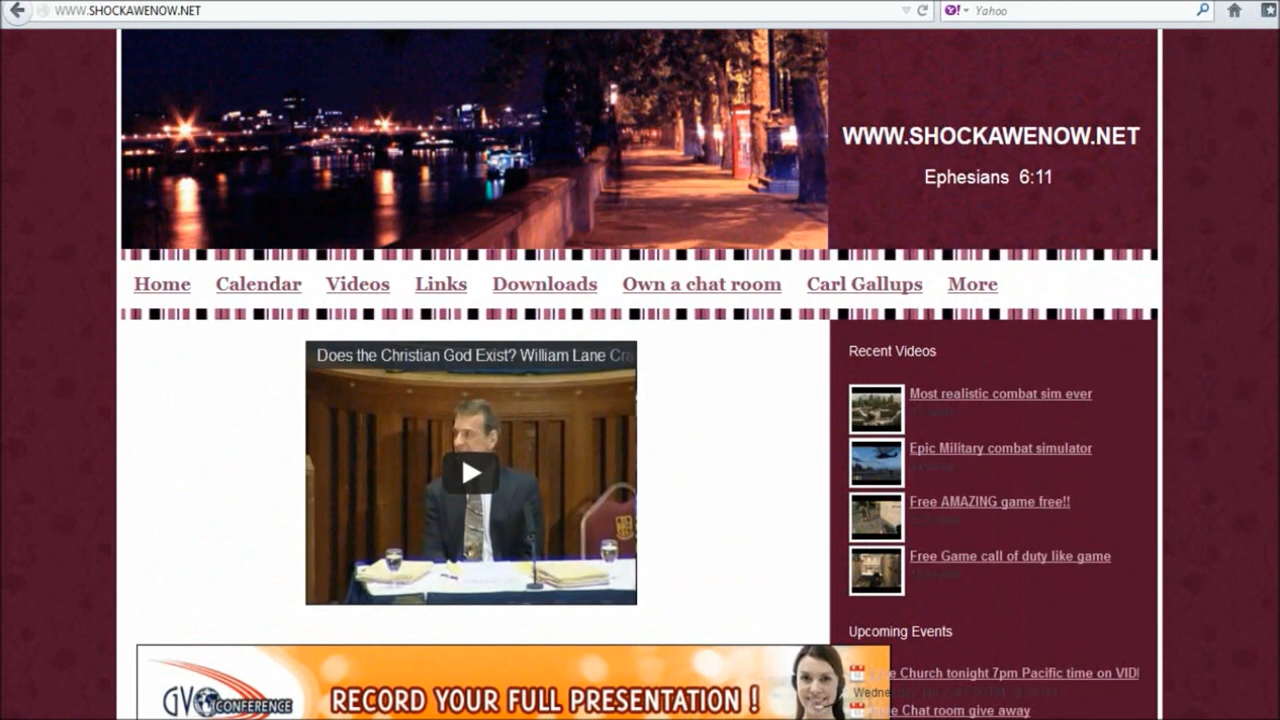 WWW.SHOCKAWENOW.NET
Yahoo
WWW.SHOCKAWENOW.NET
Ephesians 6:11
Home Calendar Videos Links Downloads Own a chat room Carl Gallups More
Does the Christian God Exist? William Lane Cra
Recent Videos
Most realistic combat sim ever
Epic Military combat simulator
Free AMAZING game free!!
Free Game call of duty like game
Upcoming Events
Live Church tonight 7pm Pacific time on VID
GVO CONFERENCE
RECORD YOUR FULL PRESENTATION !
Chat room give away